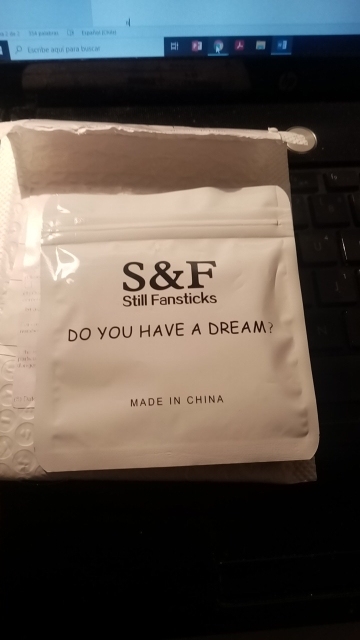 Escribe aquí para buscar
S&F
Still Fansticks
DO YOU HAVE A DREAM?
MADE IN CHINA